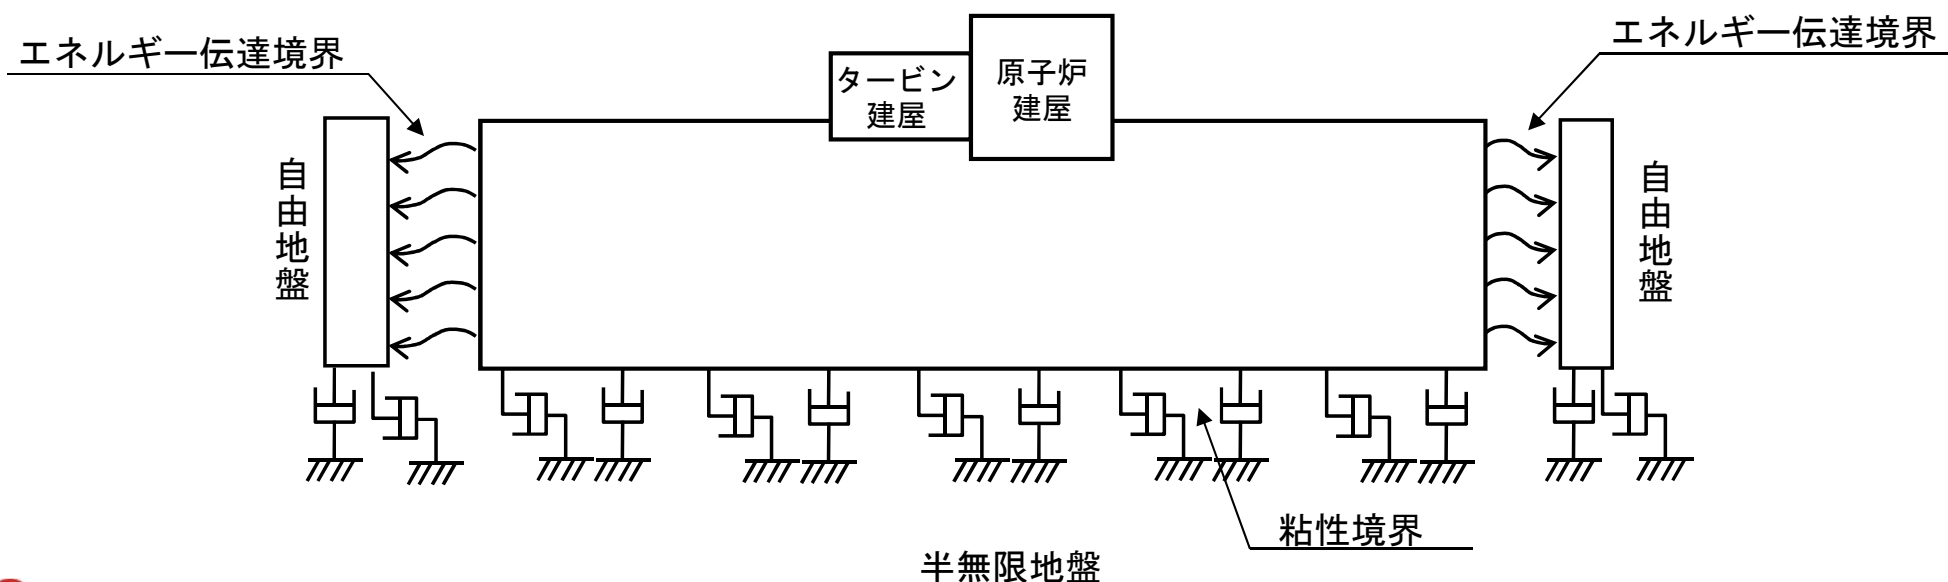 エネルギー伝達境界
エネルギー伝達境界
タービン
建屋
原子炉
建屋
自由地盤
自由地盤
粘性境界
半無限地盤